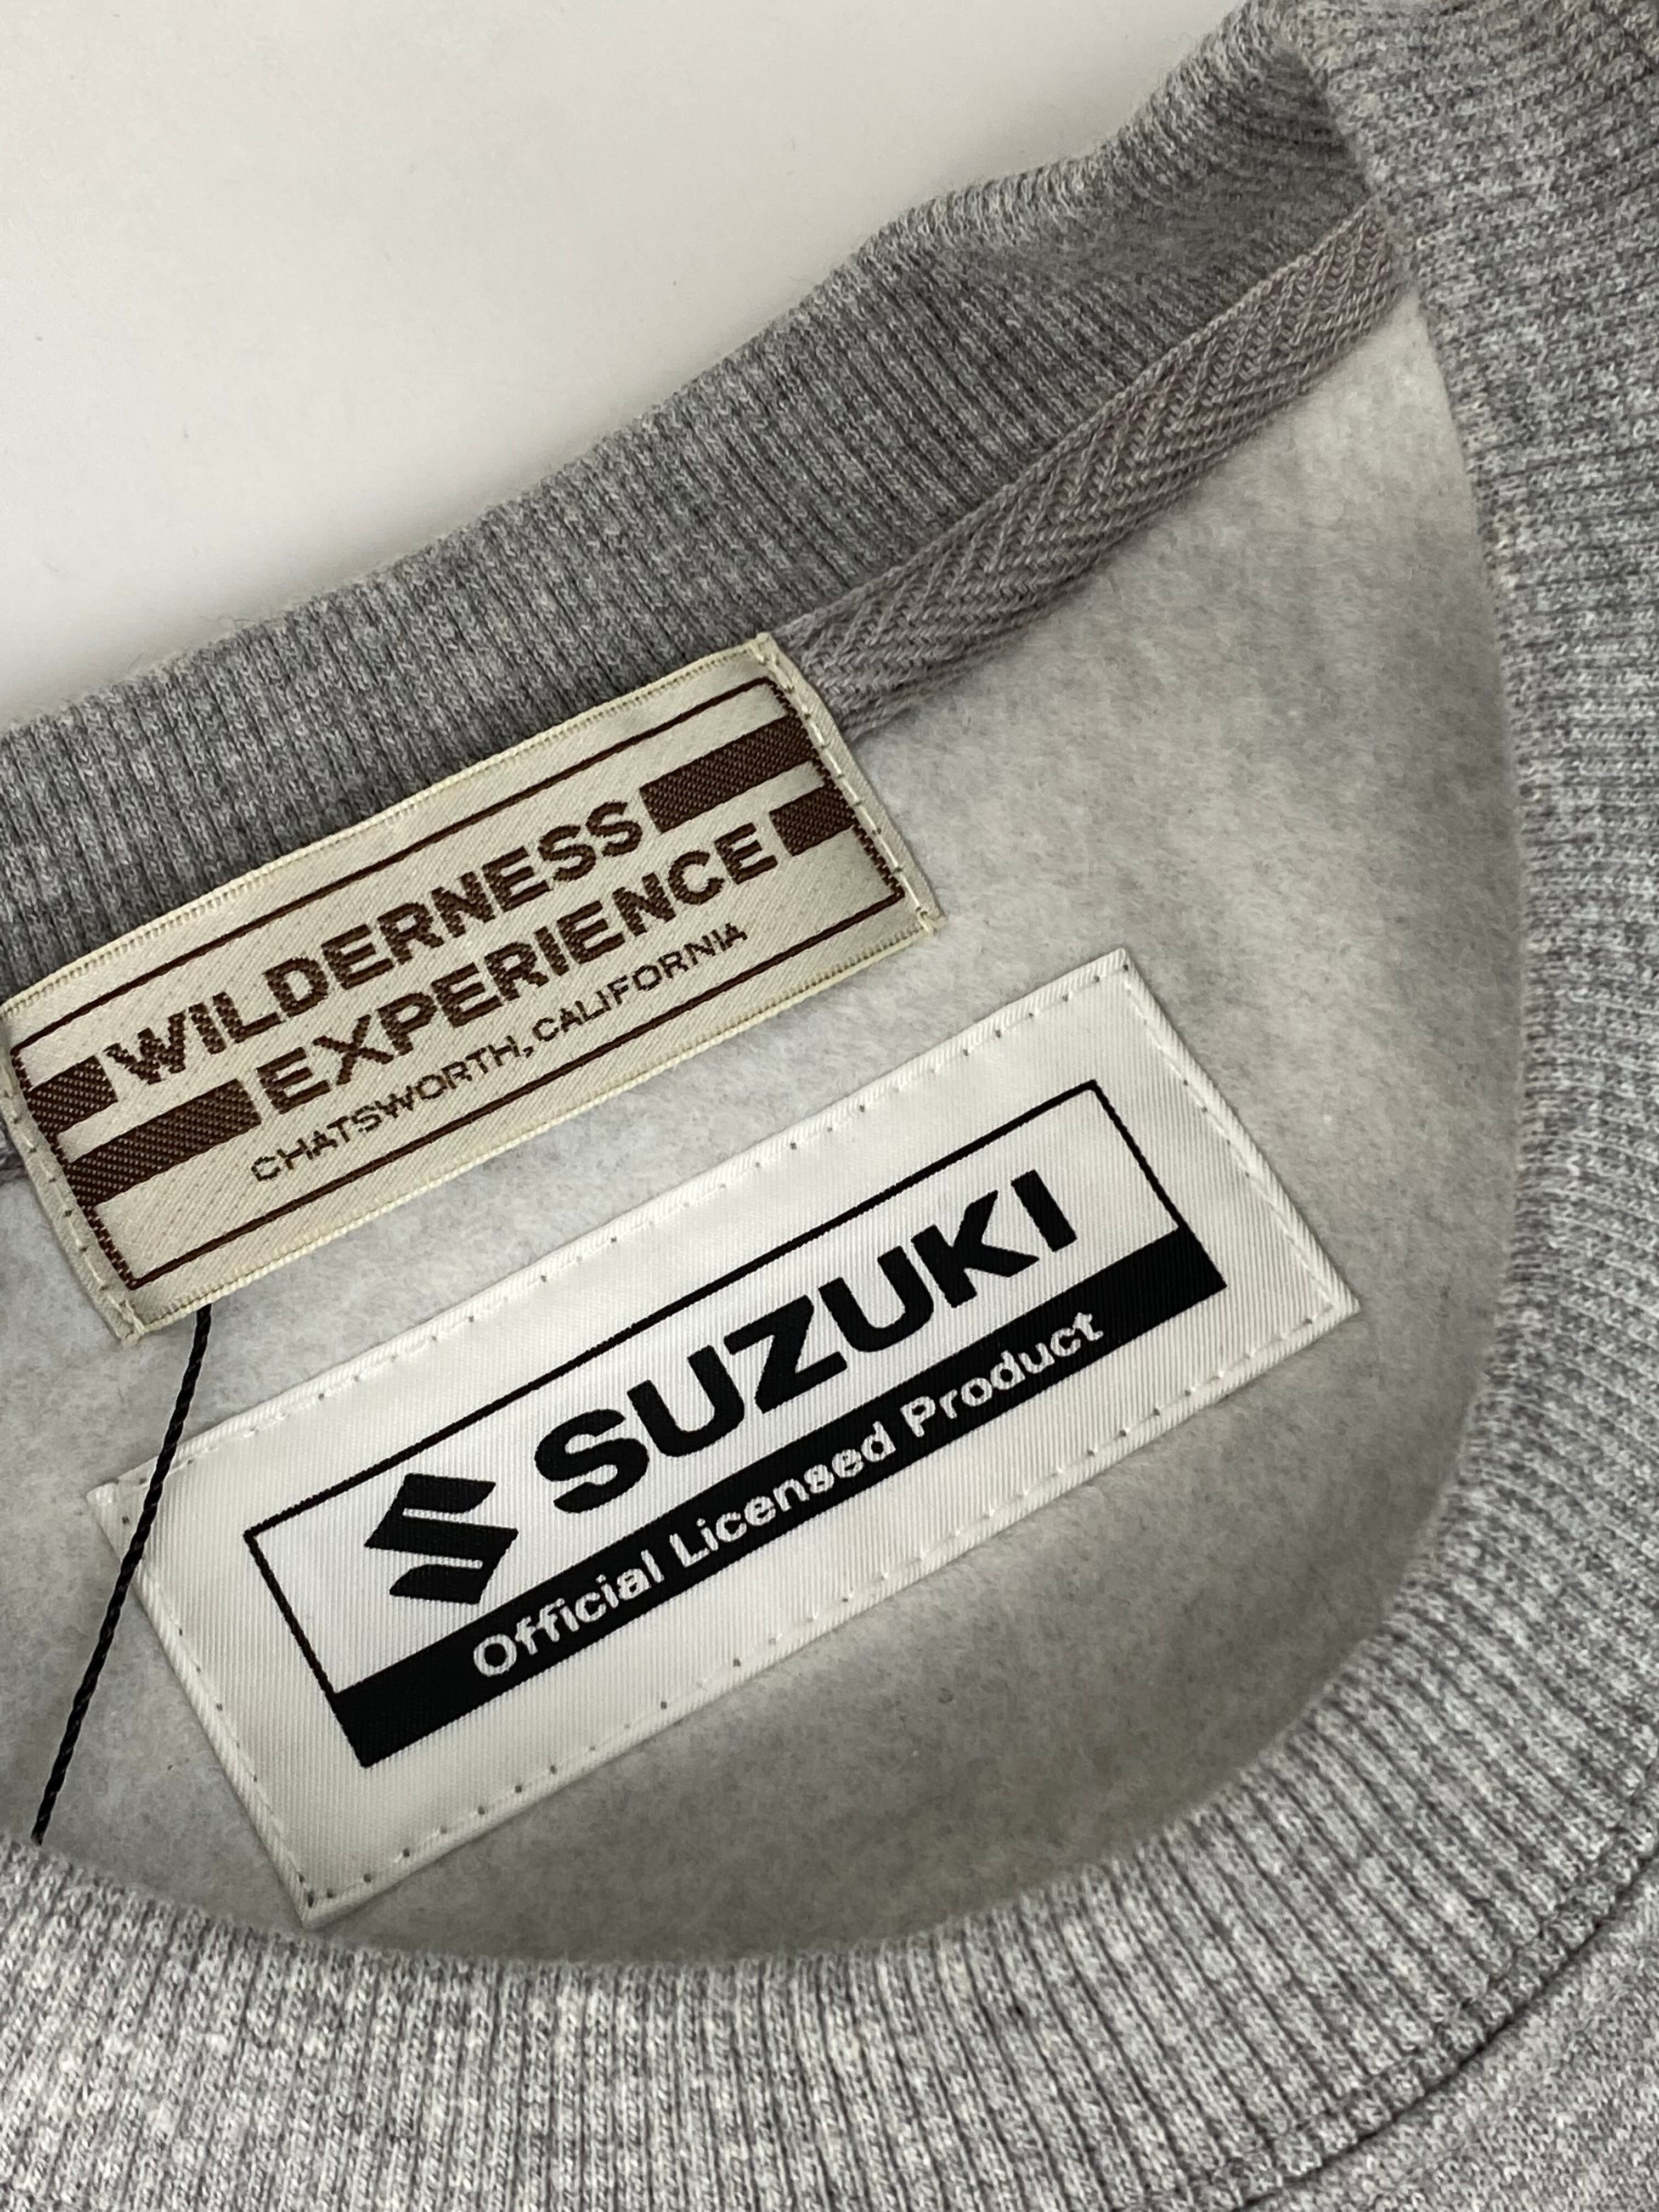 WILDERNESS
EXPERIENCE
CHATSWORTH, CALIFORNIA
SUZUKI
Official Licensed Product